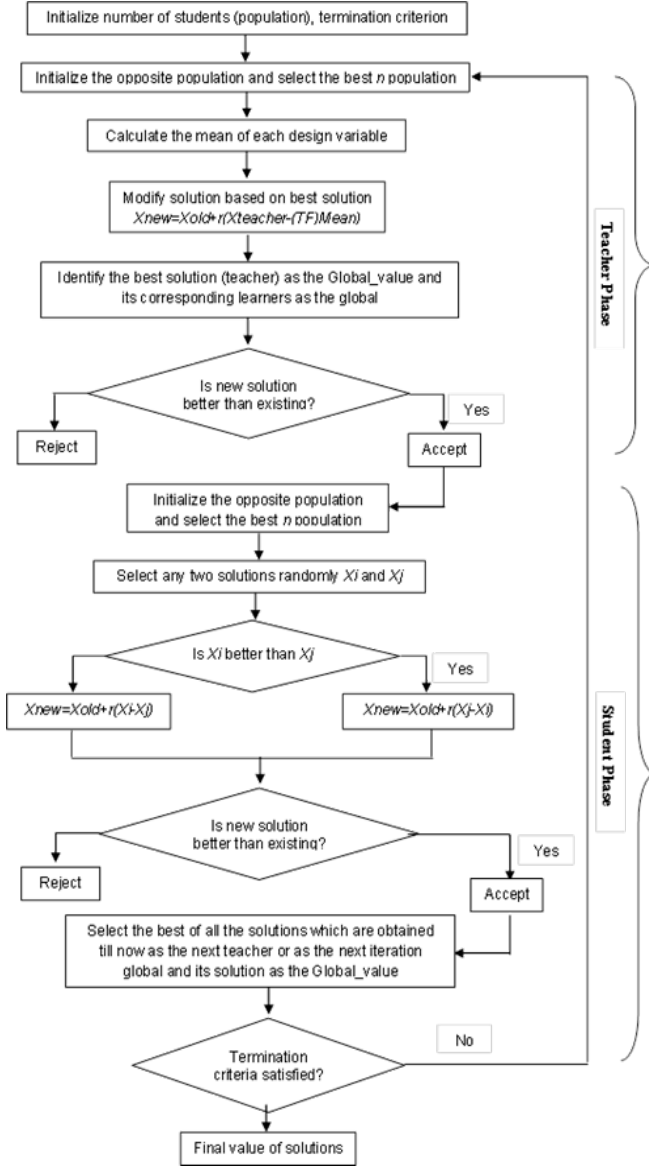 Initialize number of students (population), termination criterion
Initialize the opposite population and select the best n population
Calculate the mean of each design variable
Modify solution based on best solution
Xnew=Xold+r(Xteacher-(TF)Mean)
Identify the best solution (teacher) as the Global_value and
its corresponding learners as the global
Is new solution
better than existing?
Yes
Reject
Accept
Teacher Phase
Initialize the opposite population
and select the best n population
Select any two solutions randomly Xi and Xj
Is Xi better than Xj
Yes
Xnew=Xold+r(Xi-Xj)
Xnew=Xold+r(Xj-Xi)
Is new solution
better than existing?
Yes
Reject
Accept
Student Phase
Select the best of all the solutions which are obtained
till now as the next teacher or as the next iteration
global and its solution as the Global_value
Termination
criteria satisfied?
No
Final value of solutions